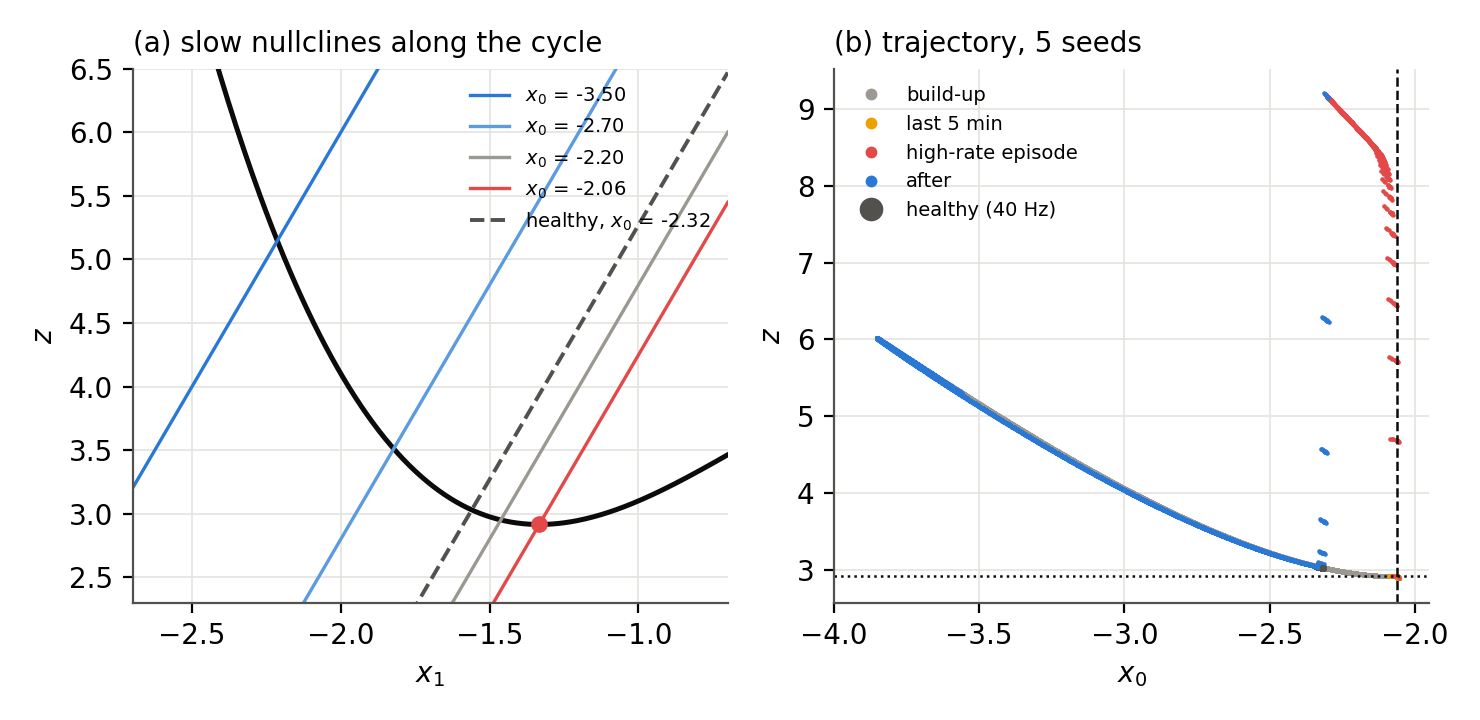 (a) slow nullclines along the cycle
6.5
6.0
5.5
5.0
4.5
4.0
3.5
3.0
2.5
z
x₀ = -3.50
x₀ = -2.70
x₀ = -2.20
x₀ = -2.06
healthy, x₀ = -2.32
−2.5 −2.0 −1.5 −1.0
x₁
(b) trajectory, 5 seeds
9
8
7
6
5
4
3
z
build-up
last 5 min
high-rate episode
after
healthy (40 Hz)
−4.0 −3.5 −3.0 −2.5 −2.0
x₀